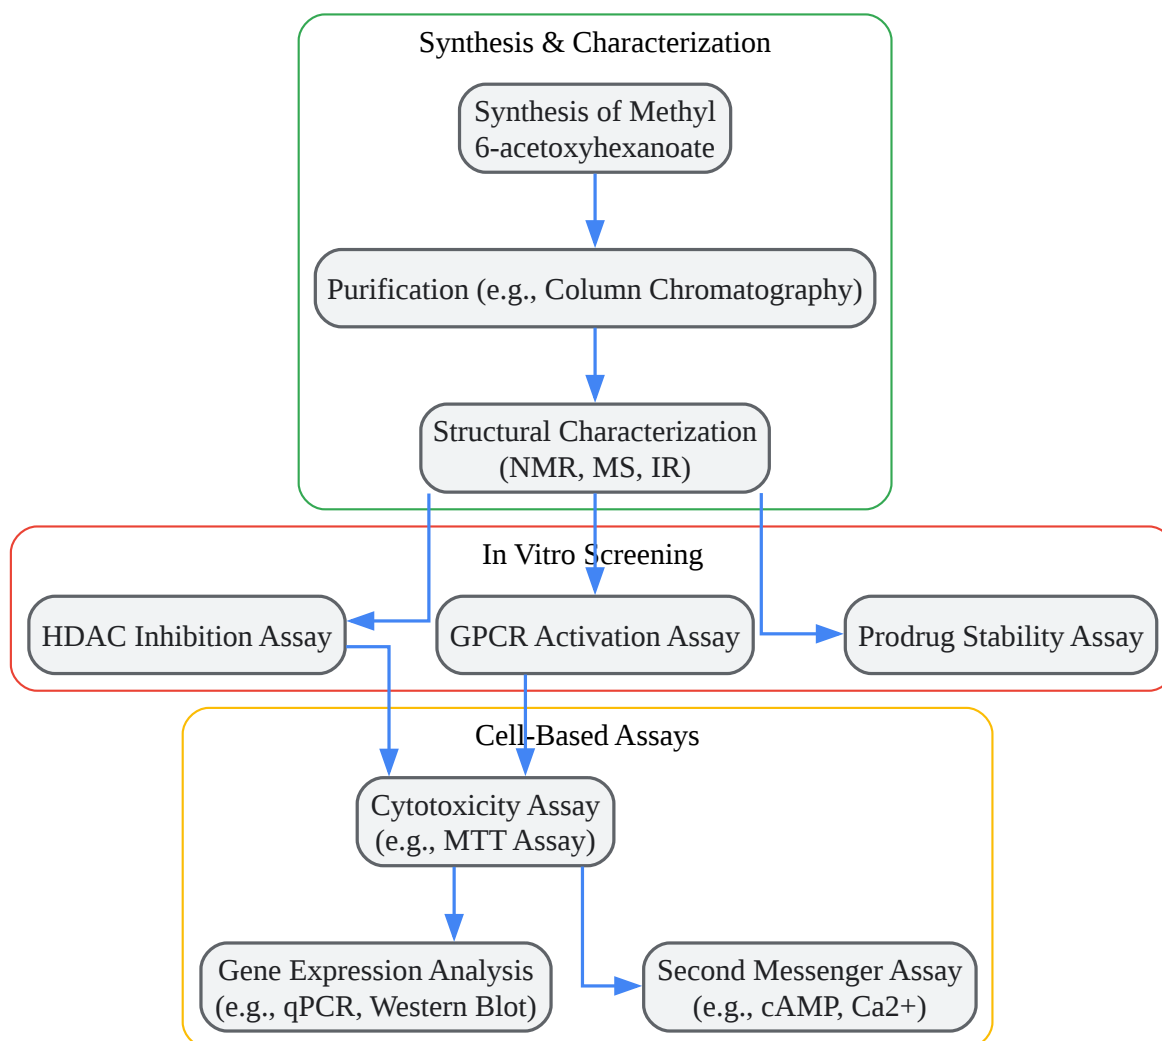 Synthesis & Characterization
Synthesis of Methyl
6-acetoxyhexanoate
Purification (e.g., Column Chromatography)
Structural Characterization
(NMR, MS, IR)
In Vitro Screening
HDAC Inhibition Assay
GPCR Activation Assay
Prodrug Stability Assay
Cell-Based Assays
Cytotoxicity Assay
(e.g., MTT Assay)
Gene Expression Analysis
(e.g., qPCR, Western Blot)
Second Messenger Assay
(e.g., cAMP, Ca2+)